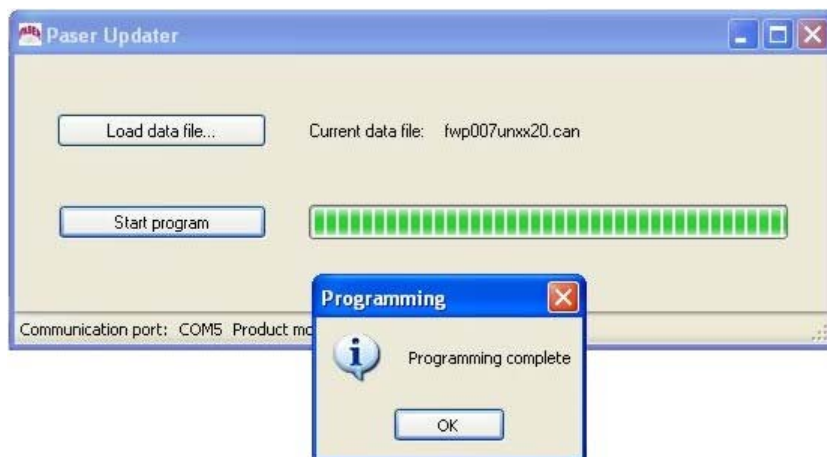 Paser Updater
Load data file...
Current data file: fwp007unxx20.can
Start program
Programming
Communication port: COM5 Product
Programming complete
OK